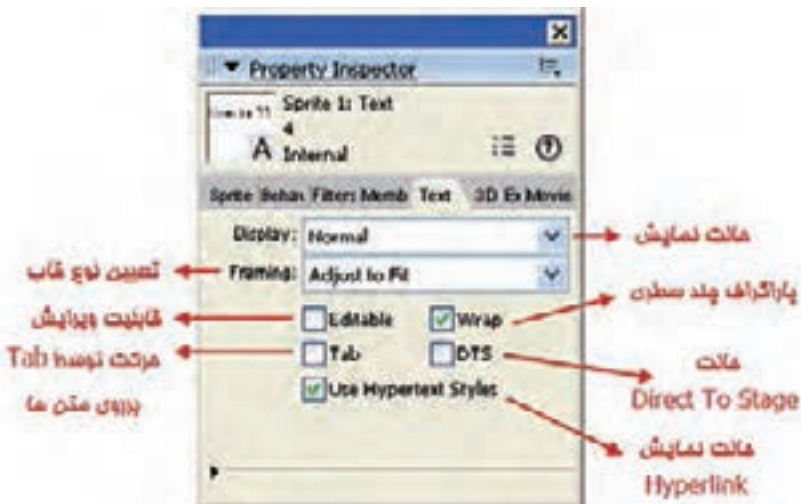 Property Inspector
Sprite 1: Text
4
A Internal
Sprite Behav Filters Memb Text 3D Ex Movie
Display: Normal
حالت نمایش
Framing: Adjust to Fit
تعیین نوع قاب
پاراگراف چند سطری
Editable
Wrap
قابلیت ویرایش
Tab
DTS
حرکت توسط Tab
برروی متن ها
حالت
Direct To Stage
Use Hypertext Styles
حالت نمایش
Hyperlink